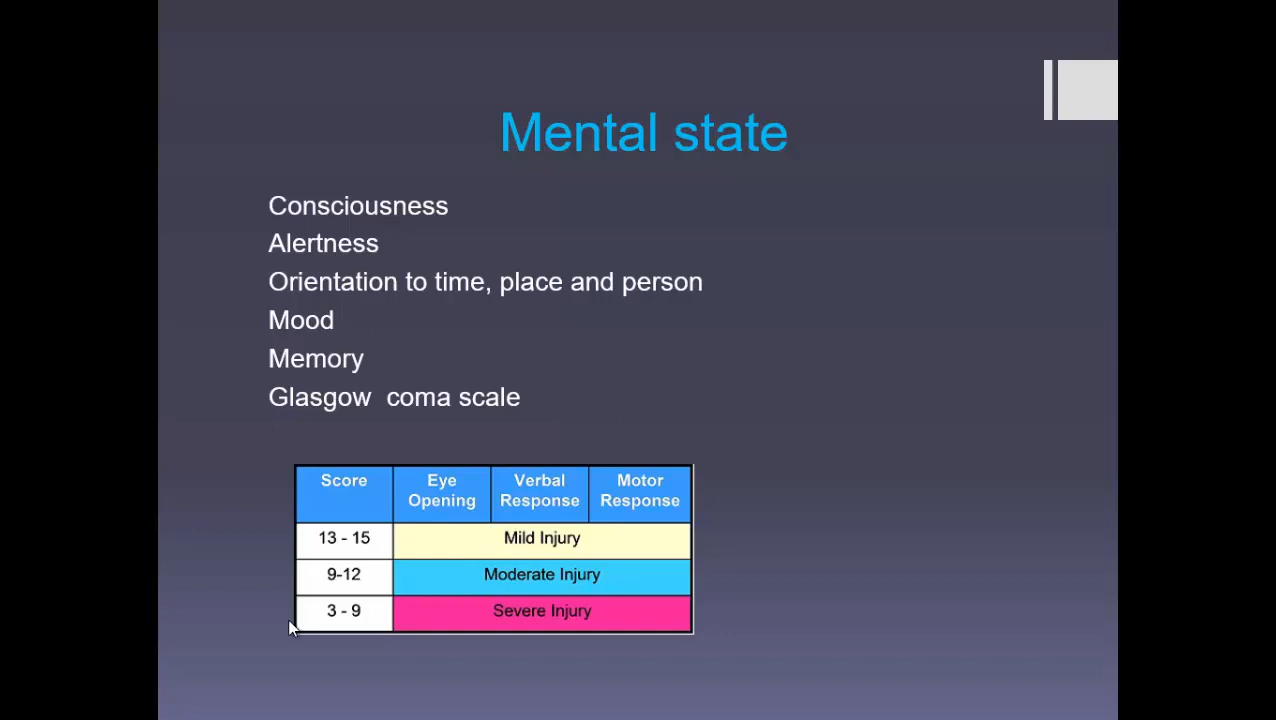 Mental state
Consciousness
Alertness
Orientation to time, place and person
Mood
Memory
Glasgow  coma scale
Score Eye Opening Verbal Response Motor Response
13 - 15 Mild Injury
9-12 Moderate Injury
3 - 9 Severe Injury